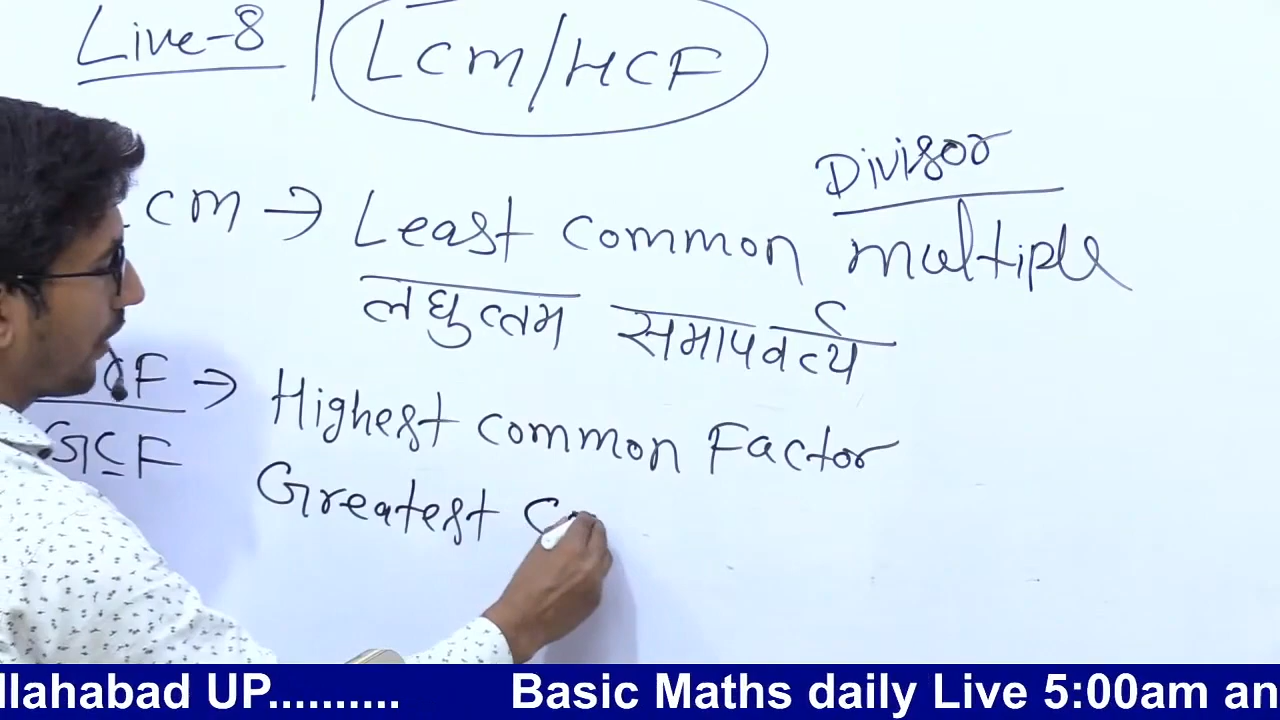 Live-8 | LCM/HCF
Divisor
cm → Least common multiple
लघुत्तम समापवर्त्य
F → Highest common Factor
GCF Greatest
llahabad UP.......... Basic Maths daily Live 5:00am an